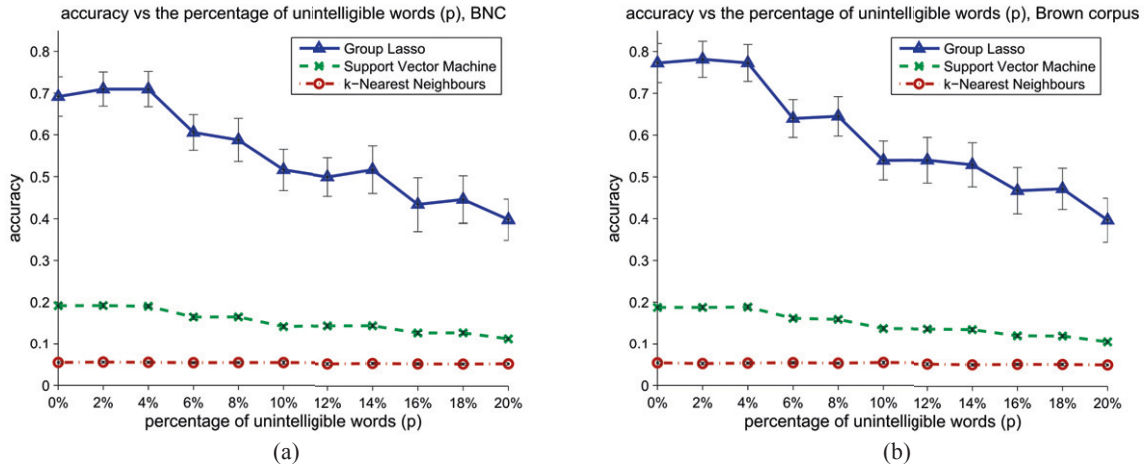 accuracy vs the percentage of unintelligible words (p), BNC
0.8
0.7
0.6
0.5
0.4
0.3
0.2
0.1
0
accuracy
Group Lasso
Support Vector Machine
k-Nearest Neighbours
0% 2% 4% 6% 8% 10% 12% 14% 16% 18% 20%
percentage of unintelligible words (p)
(a)
accuracy vs the percentage of unintelligible words (p), Brown corpus
0.8
0.7
0.6
0.5
0.4
0.3
0.2
0.1
0
accuracy
Group Lasso
Support Vector Machine
k-Nearest Neighbours
0% 2% 4% 6% 8% 10% 12% 14% 16% 18% 20%
percentage of unintelligible words (p)
(b)